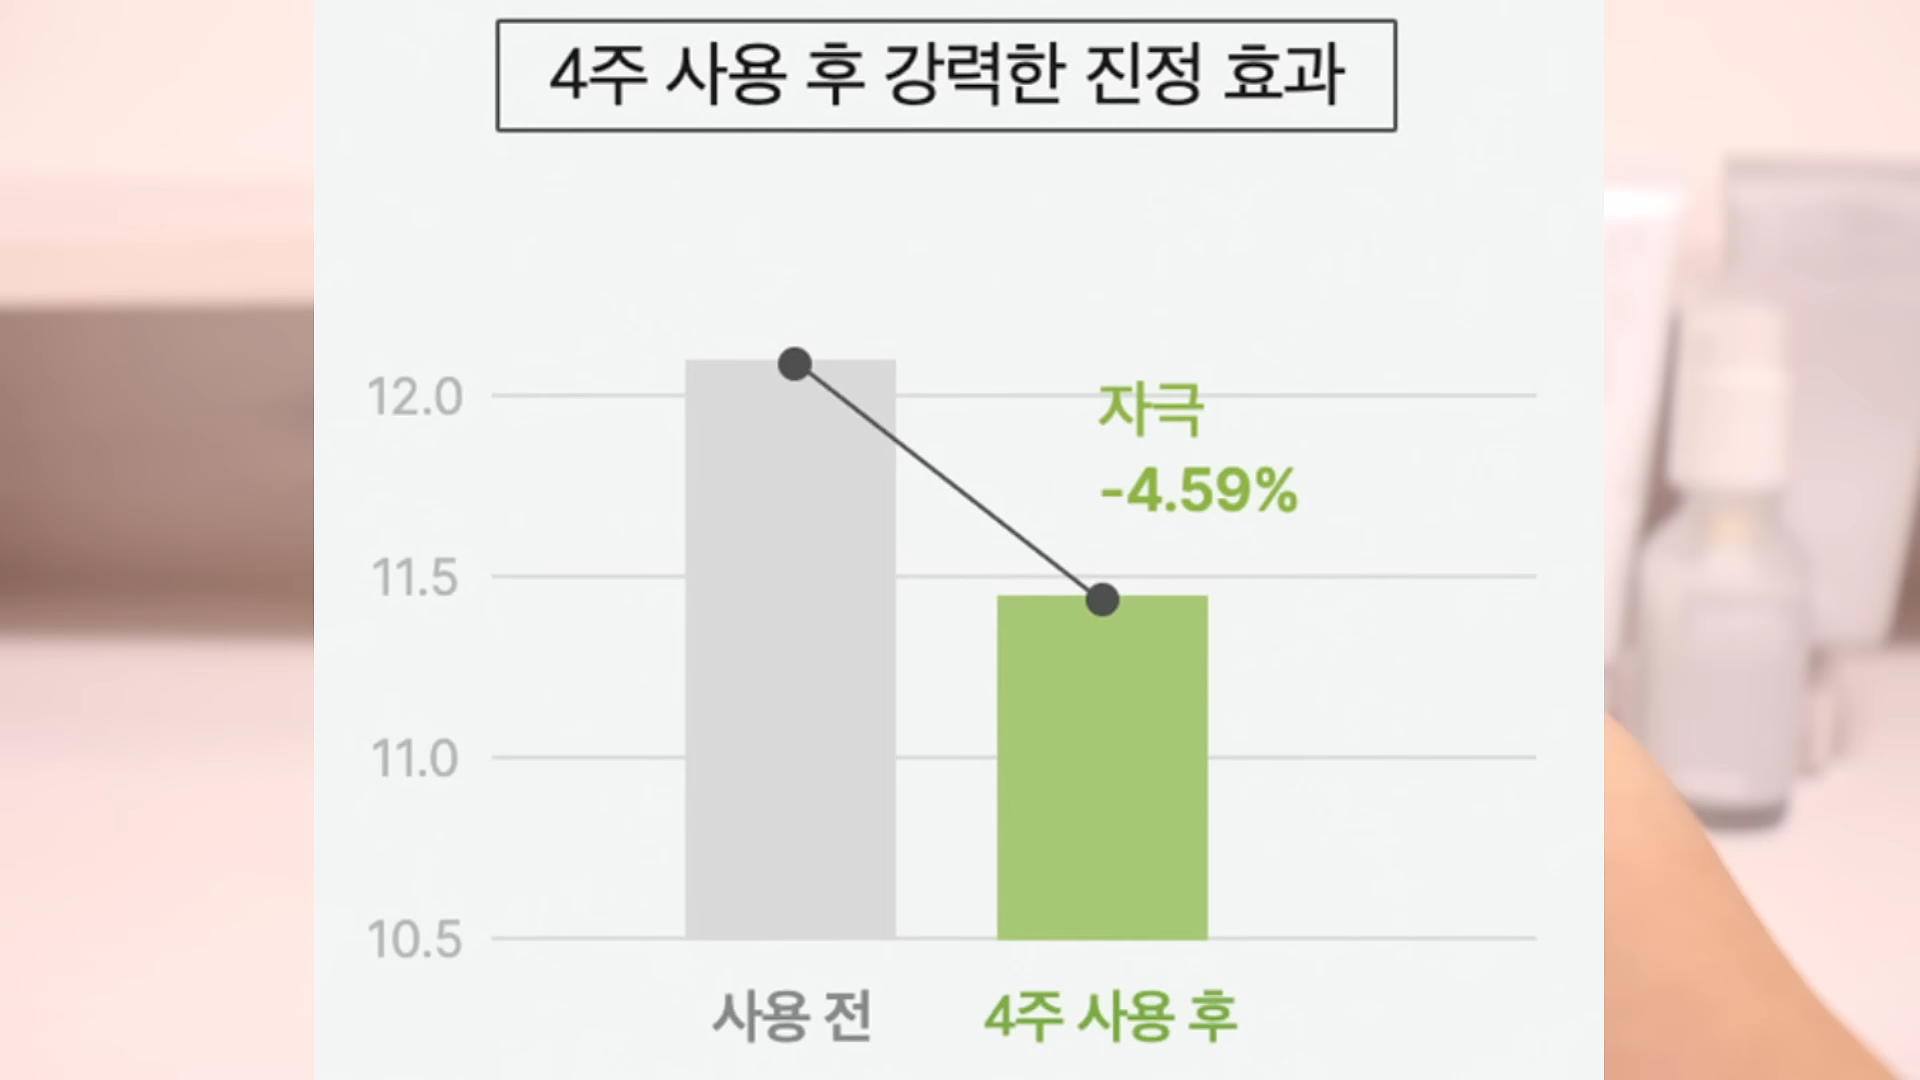 4주 사용 후 강력한 진정 효과
12.0
자극
-4.59%
11.5
11.0
10.5
사용 전
4주 사용 후